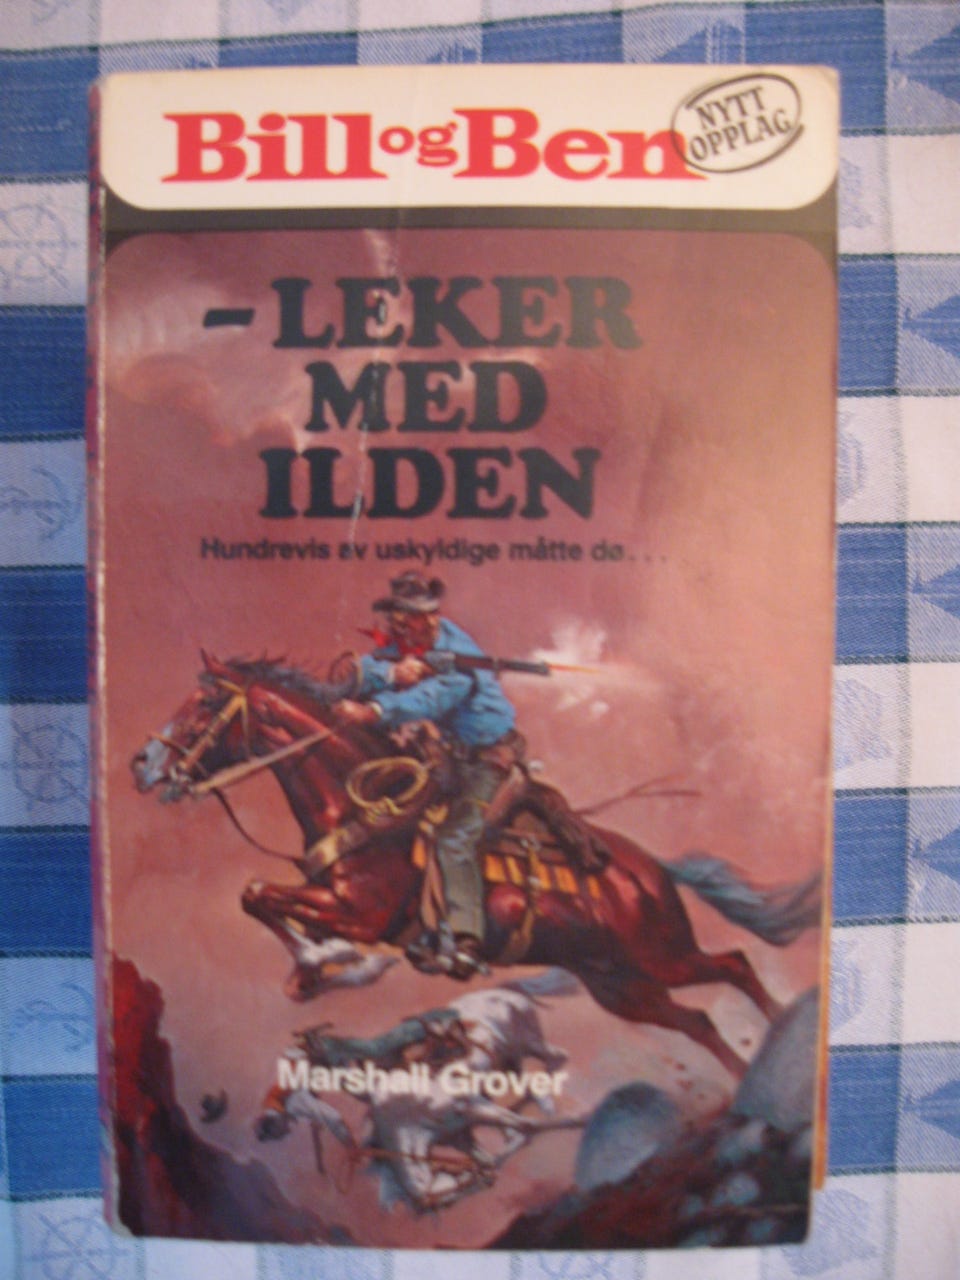 Bill og Ben
NYTT
OPPLAG
– LEKER
MED
ILDEN
Hundrevis av uskyldige måtte dø...
Marshall Grover